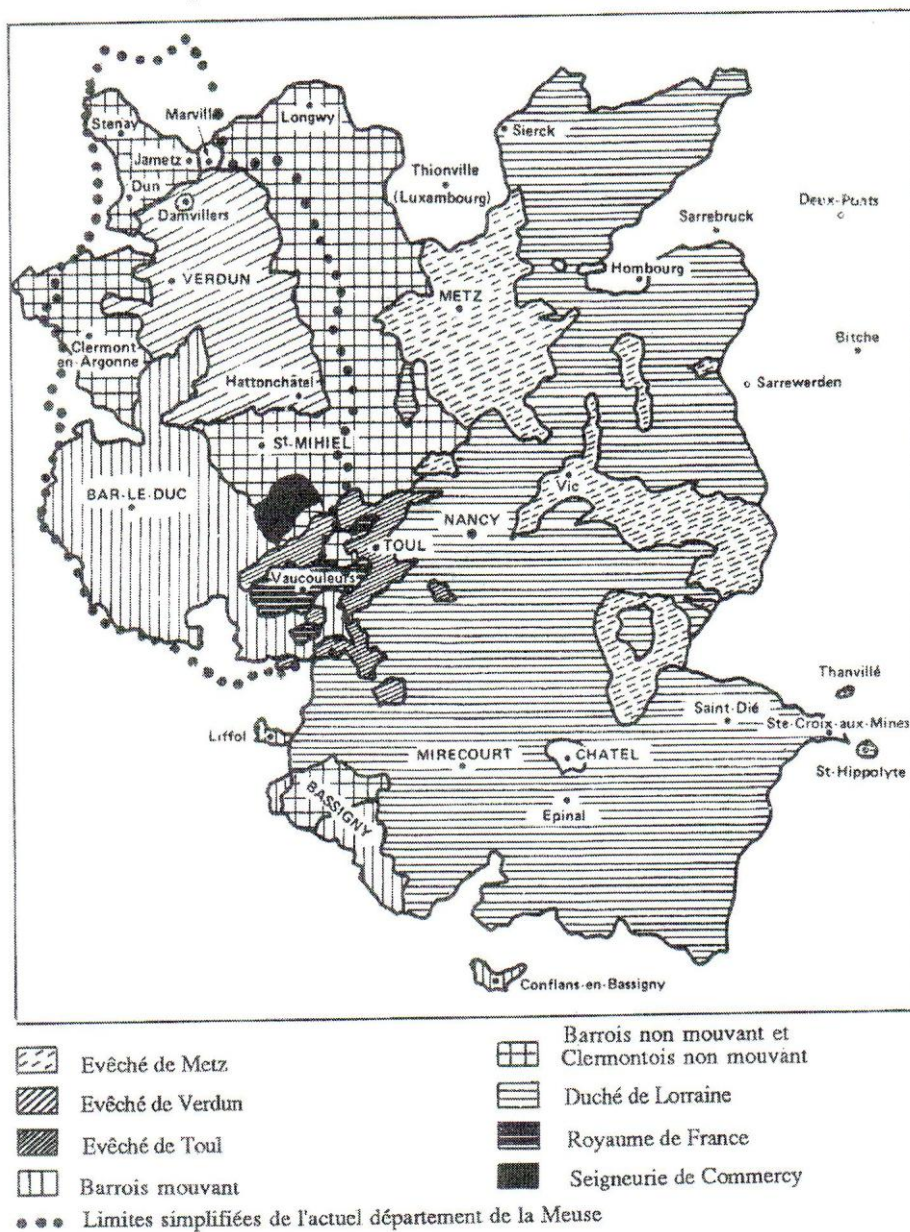 Stenay
Marville
Longwy
Sierck
Jametz
Thionville
(Luxambourg)
Dun
Damvillers
Deux-Ponts
Sarrebruck
VERDUN
METZ
Hombourg
Clermont
en-Argonne
Bitche
Hattonchâtel
Sarrewerden
St-MIHIEL
BAR-LE-DUC
Vic
NANCY
TOUL
Vaucouleurs
Thanvillé
Saint-Dié
Ste-Croix-aux-Mines
Liffol
MIRECOURT
CHATEL
St-Hippolyte
BASSIGNY
Epinal
Conflans-en-Bassigny
Evêché de Metz
Evêché de Verdun
Evêché de Toul
Barrois mouvant
Barrois non mouvant et
Clermontois non mouvant
Duché de Lorraine
Royaume de France
Seigneurie de Commercy
Limites simplifiées de l'actuel département de la Meuse